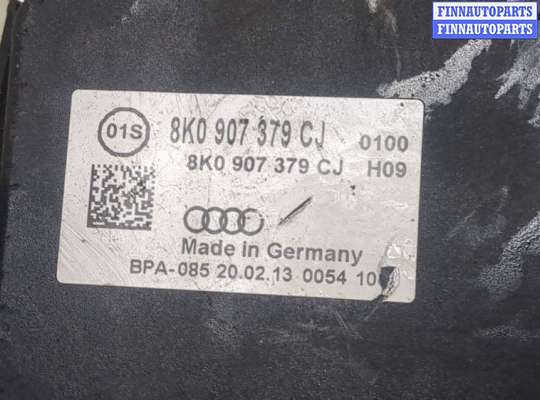 FINNAUTOPARTS
FINNAUTOPARTS
01S 8K0 907 379 CJ 0100
8K0 907 379 CJ H09
Made in Germany
BPA-085 20.02.13 0054 10